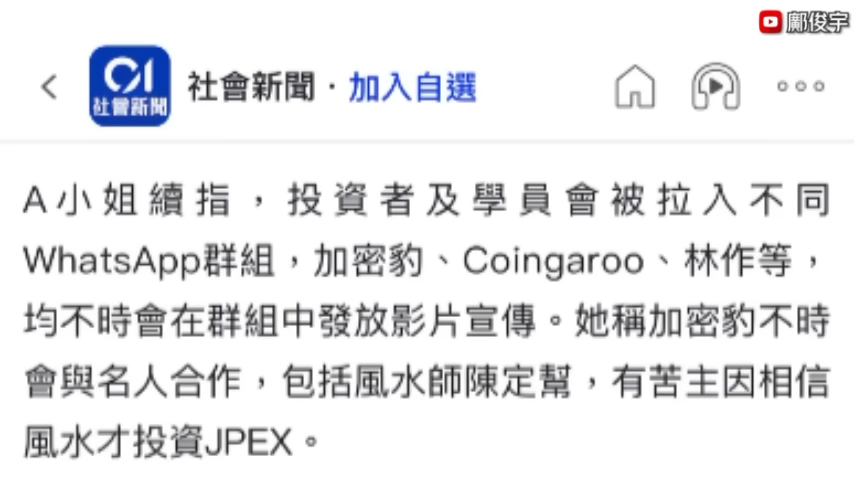 鄺俊宇
01
社會新聞
社會新聞·加入自選
A小姐續指，投資者及學員會被拉入不同
WhatsApp群組，加密豹、Coingaroo、林作等，
均不時會在群組中發放影片宣傳。她稱加密豹不時
會與名人合作，包括風水師陳定幫，有苦主因相信
風水才投資JPEX。